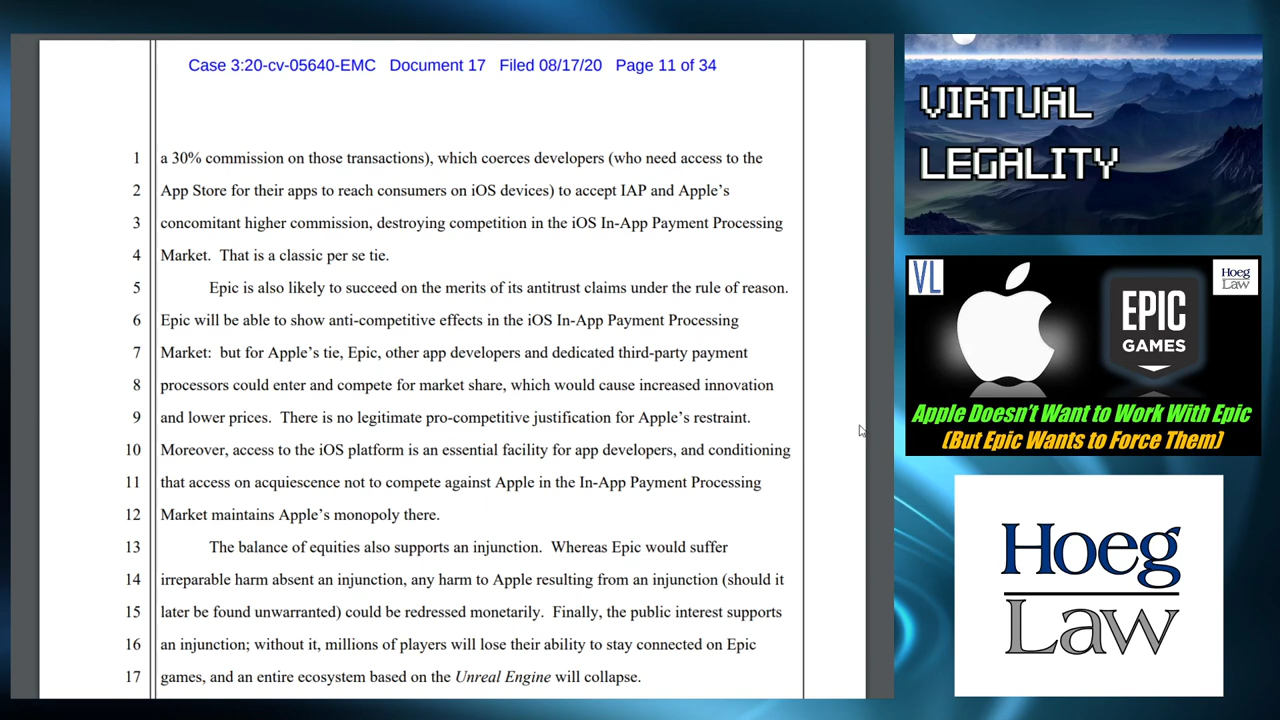 Case 3:20-cv-05640-EMC Document 17 Filed 08/17/20 Page 11 of 34
1 a 30% commission on those transactions), which coerces developers (who need access to the
2 App Store for their apps to reach consumers on iOS devices) to accept IAP and Apple's
3 concomitant higher commission, destroying competition in the iOS In-App Payment Processing
4 Market. That is a classic per se tie.
5 Epic is also likely to succeed on the merits of its antitrust claims under the rule of reason.
6 Epic will be able to show anti-competitive effects in the iOS In-App Payment Processing
7 Market: but for Apple's tie, Epic, other app developers and dedicated third-party payment
8 processors could enter and compete for market share, which would cause increased innovation
9 and lower prices. There is no legitimate pro-competitive justification for Apple's restraint.
10 Moreover, access to the iOS platform is an essential facility for app developers, and conditioning
11 that access on acquiescence not to compete against Apple in the In-App Payment Processing
12 Market maintains Apple's monopoly there.
13 The balance of equities also supports an injunction. Whereas Epic would suffer
14 irreparable harm absent an injunction, any harm to Apple resulting from an injunction (should it
15 later be found unwarranted) could be redressed monetarily. Finally, the public interest supports
16 an injunction; without it, millions of players will lose their ability to stay connected on Epic
17 games, and an entire ecosystem based on the Unreal Engine will collapse.
VIRTUAL
LEGALITY
VL
Hoeg
Law
EPIC
GAMES
Apple Doesn't Want to Work With Epic
(But Epic Wants to Force Them)
Hoeg
Law